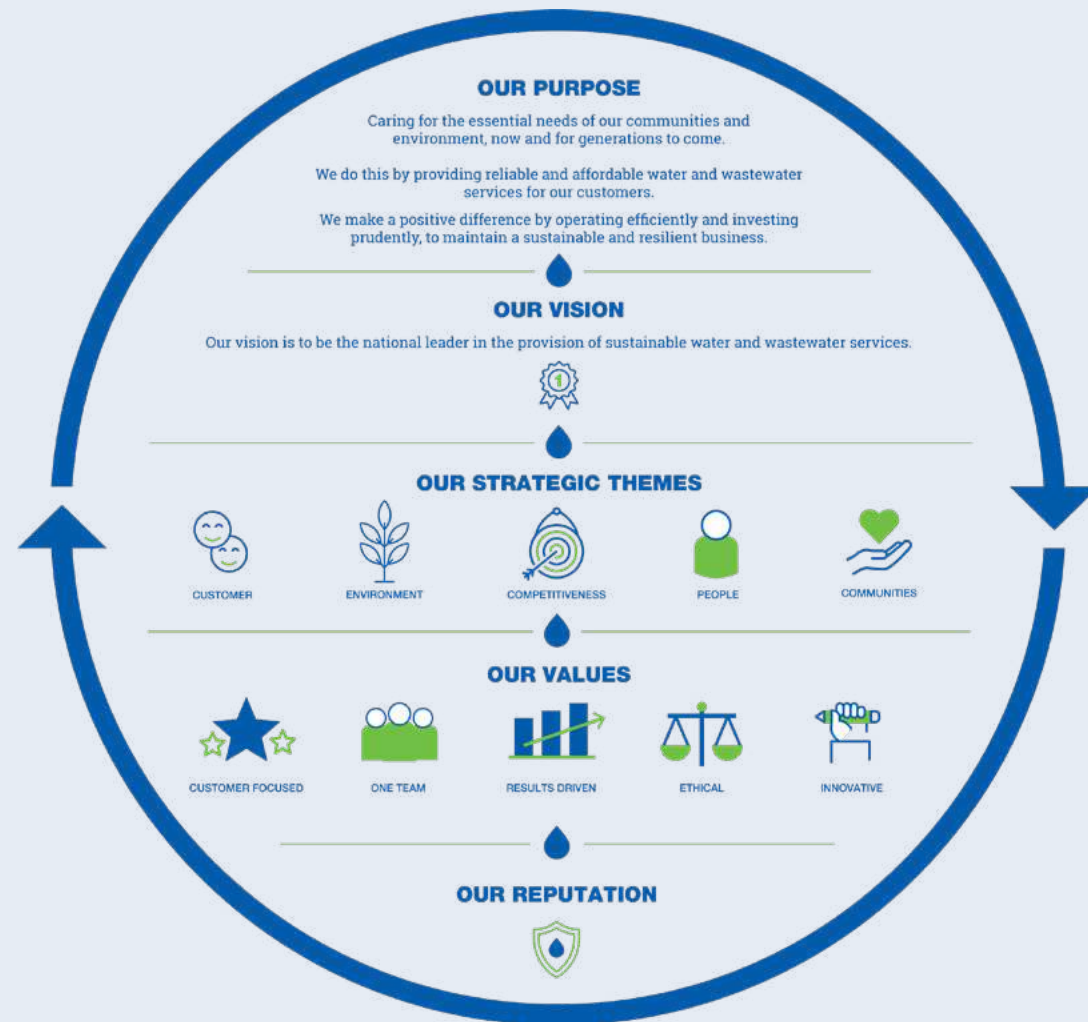 OUR PURPOSE
Caring for the essential needs of our communities and
environment, now and for generations to come.
We do this by providing reliable and affordable water and wastewater
services for our customers.
We make a positive difference by operating efficiently and investing
prudently, to maintain a sustainable and resilient business.
OUR VISION
Our vision is to be the national leader in the provision of sustainable water and wastewater services.
1
OUR STRATEGIC THEMES
CUSTOMER
ENVIRONMENT
COMPETITIVENESS
PEOPLE
COMMUNITIES
OUR VALUES
CUSTOMER FOCUSED
ONE TEAM
RESULTS DRIVEN
ETHICAL
INNOVATIVE
OUR REPUTATION